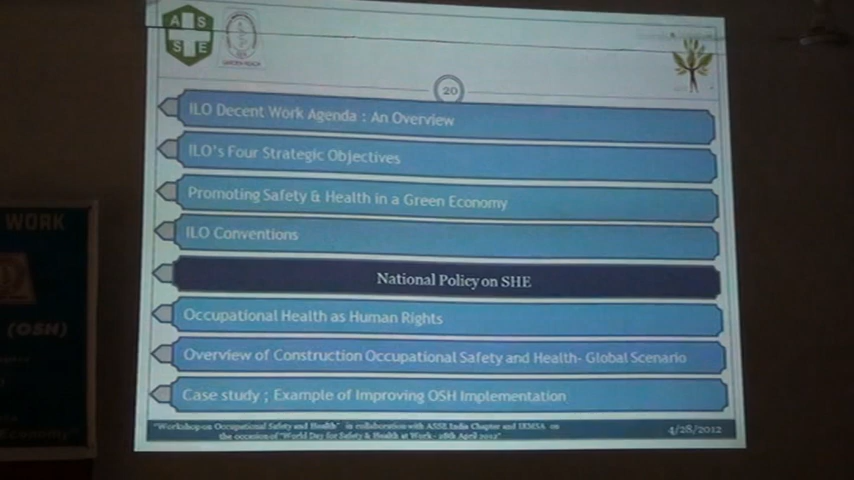 A S
S E
20
ILO Decent Work Agenda : An Overview
ILO's Four Strategic Objectives
Promoting Safety & Health in a Green Economy
ILO Conventions
National Policy on SHE
Occupational Health as Human Rights
Overview of Construction Occupational Safety and Health- Global Scenario
Case study ; Example of Improving OSH Implementation
"Workshop on Occupational Safety and Health" in collaboration with ASSE India Chapter and on
the occasion of "World Day for Safety & Health at Work - 28th April 2012"
4/28/2012
WORK
(OSH)
Economy"